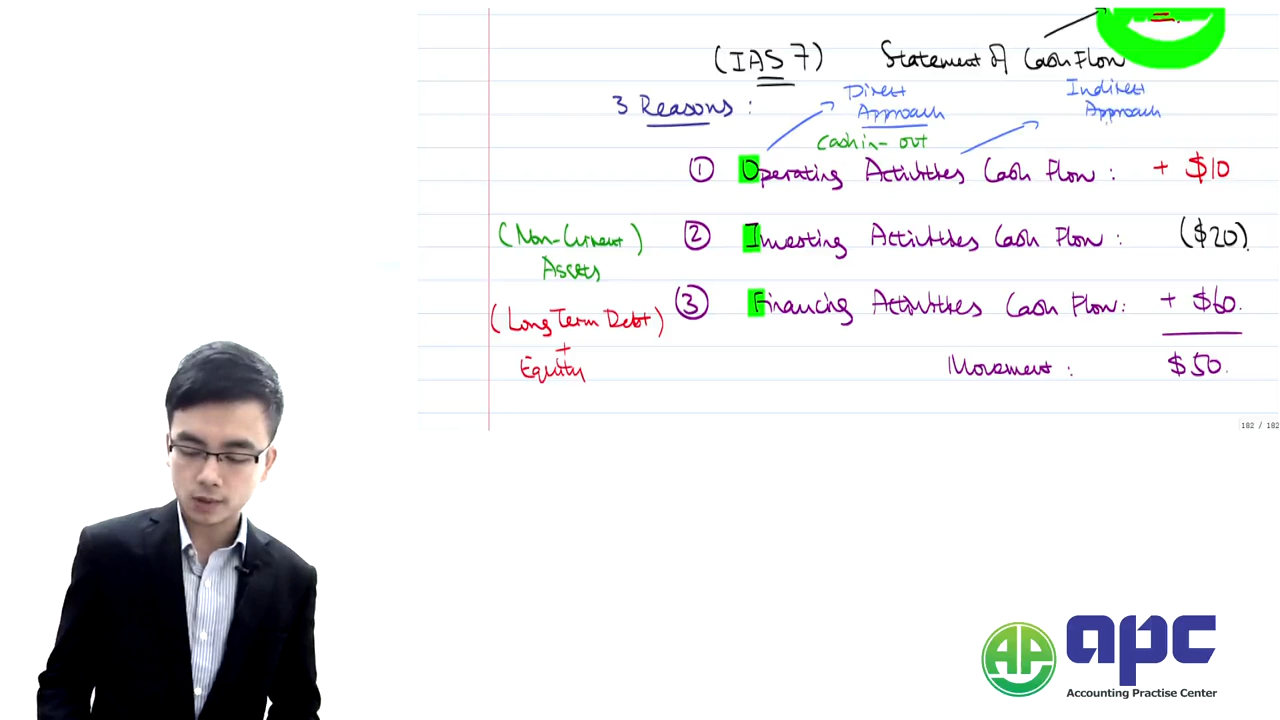 (IAS 7) Statement of Cash Flow
3 Reasons :
Direct Approach
Indirect Approach
Cash in - out
① Operating Activities Cash Flow : + $10
(Non-Current) Assets
② Investing Activities Cash Flow : ($20).
(Long Term Debt) + Equity
③ Financing Activities Cash Flow: + $60.
Movement : $50.
182 / 182
AP
apc
Accounting Practise Center